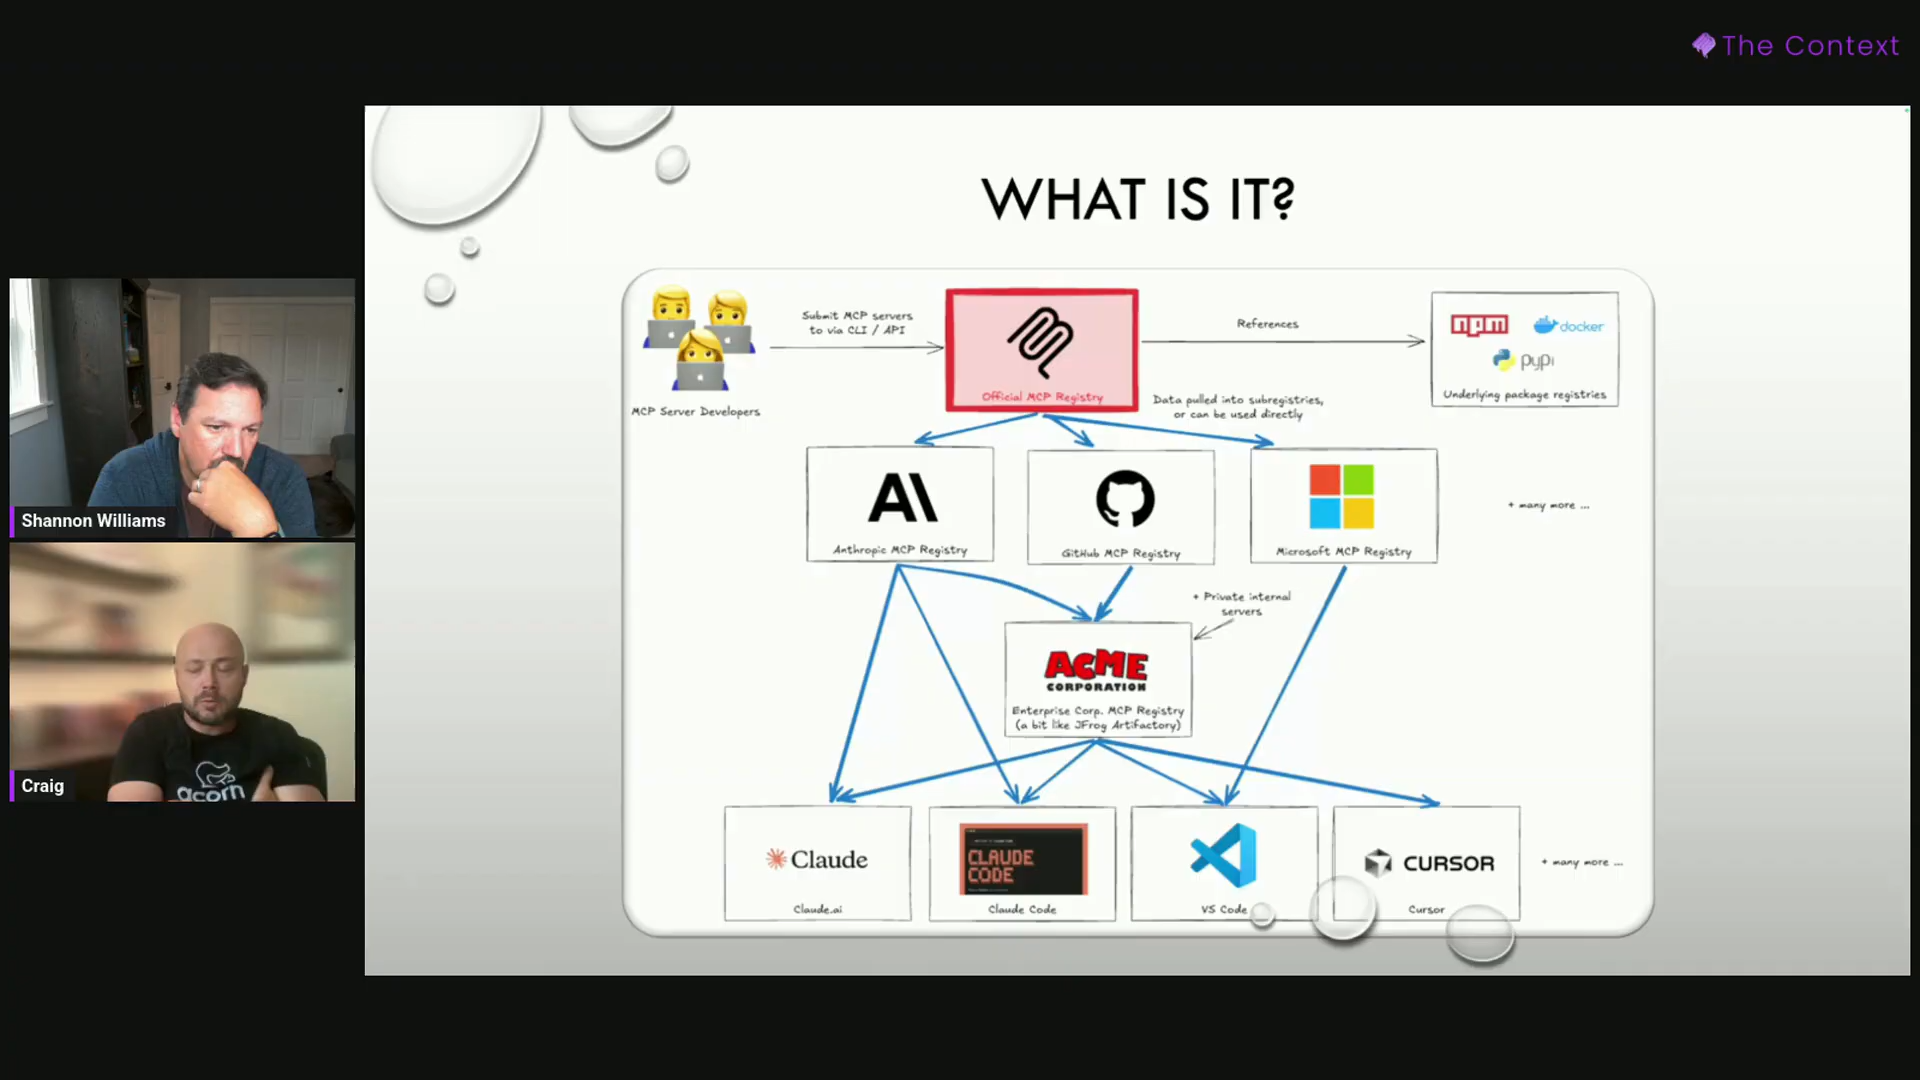 The Context
WHAT IS IT?
Submit MCP servers
to via CLI / API
MCP Server Developers
Official MCP Registry
References
npm
docker
pypi
Underlying package registries
Data pulled into subregistries,
or can be used directly
Anthropic MCP Registry
GitHub MCP Registry
Microsoft MCP Registry
+ many more ...
+ Private internal
servers
ACME
CORPORATION
Enterprise Corp. MCP Registry
(a bit like JFrog Artifactory)
Claude
Claude.ai
CLAUDE
CODE
Claude Code
VS Code
CURSOR
Cursor
+ many more ...
Shannon Williams
Craig
acorn